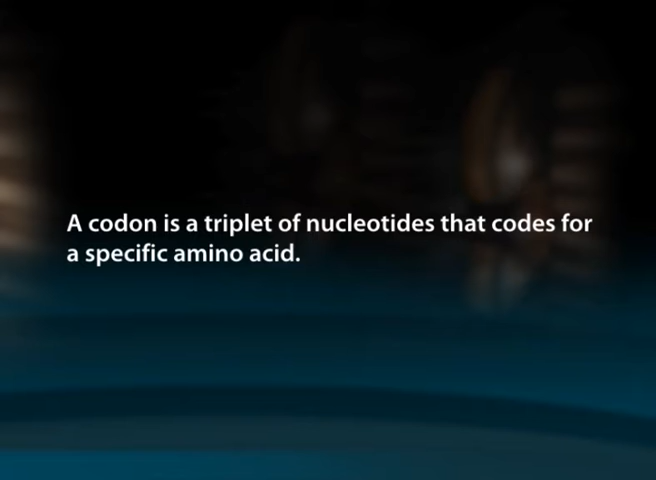 A codon is a triplet of nucleotides that codes for
a specific amino acid.